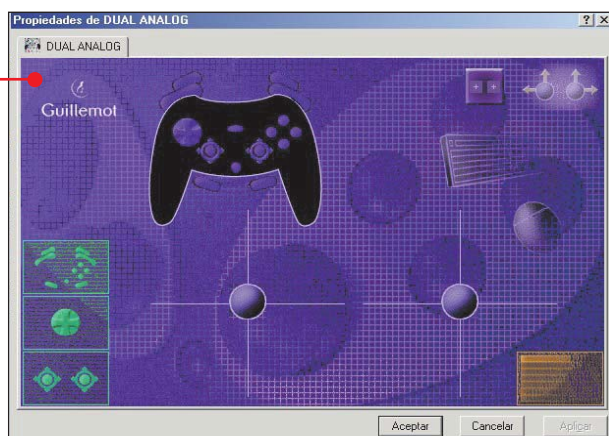 Propiedades de DUAL ANALOG
DUAL ANALOG
Guillemot
Aceptar
Cancelar
Aplicar